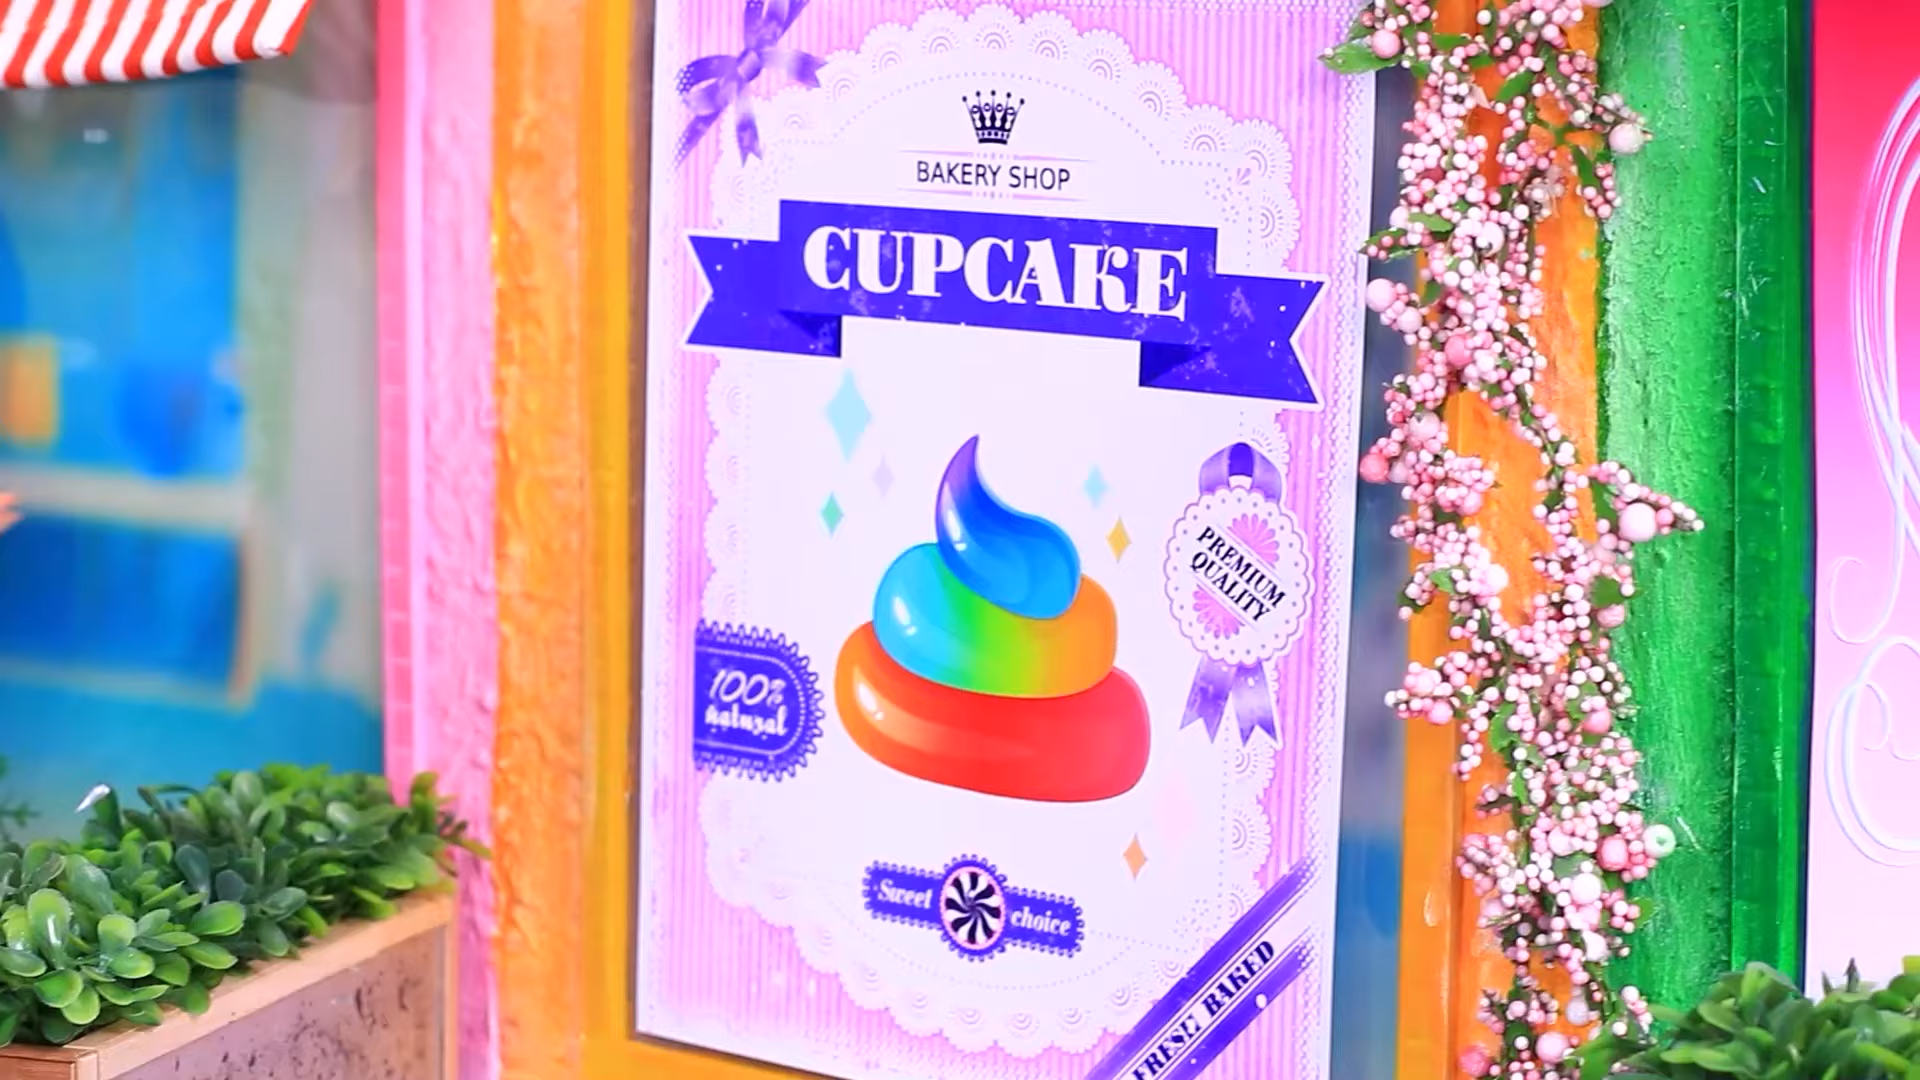 BAKERY SHOP
CUPCAKE
PREMIUM
QUALITY
100%
natural
Sweet choice
FRESH BAKED